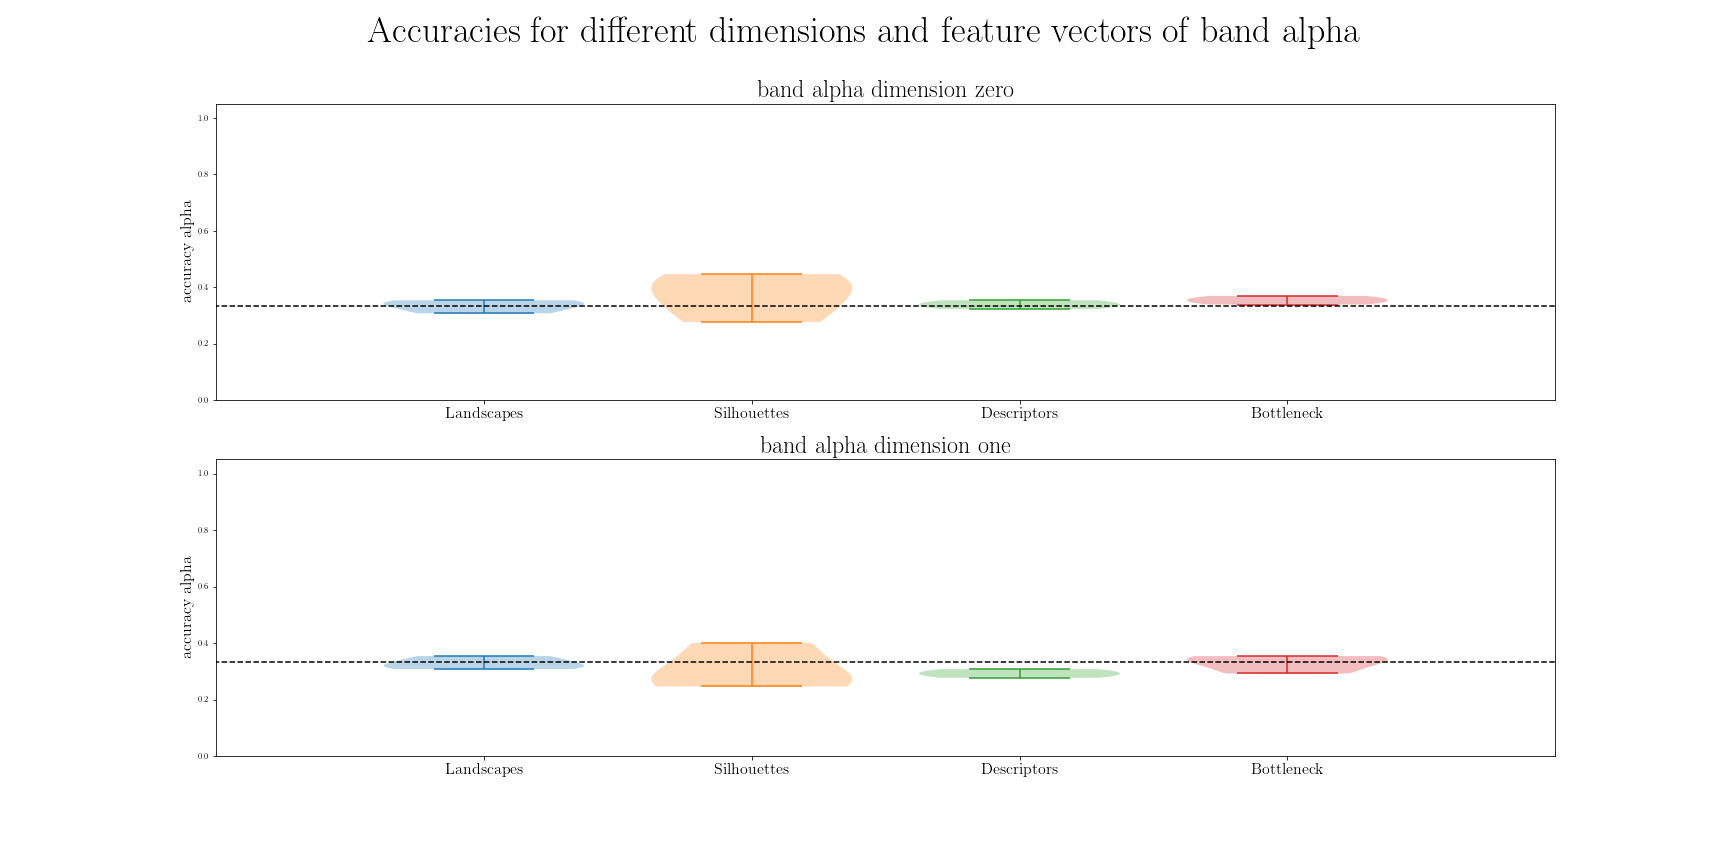 Accuracies for different dimensions and feature vectors of band alpha
band alpha dimension zero
accuracy alpha
1.0
0.8
0.6
0.4
0.2
0.0
Landscapes Silhouettes Descriptors Bottleneck
band alpha dimension one
accuracy alpha
1.0
0.8
0.6
0.4
0.2
0.0
Landscapes Silhouettes Descriptors Bottleneck